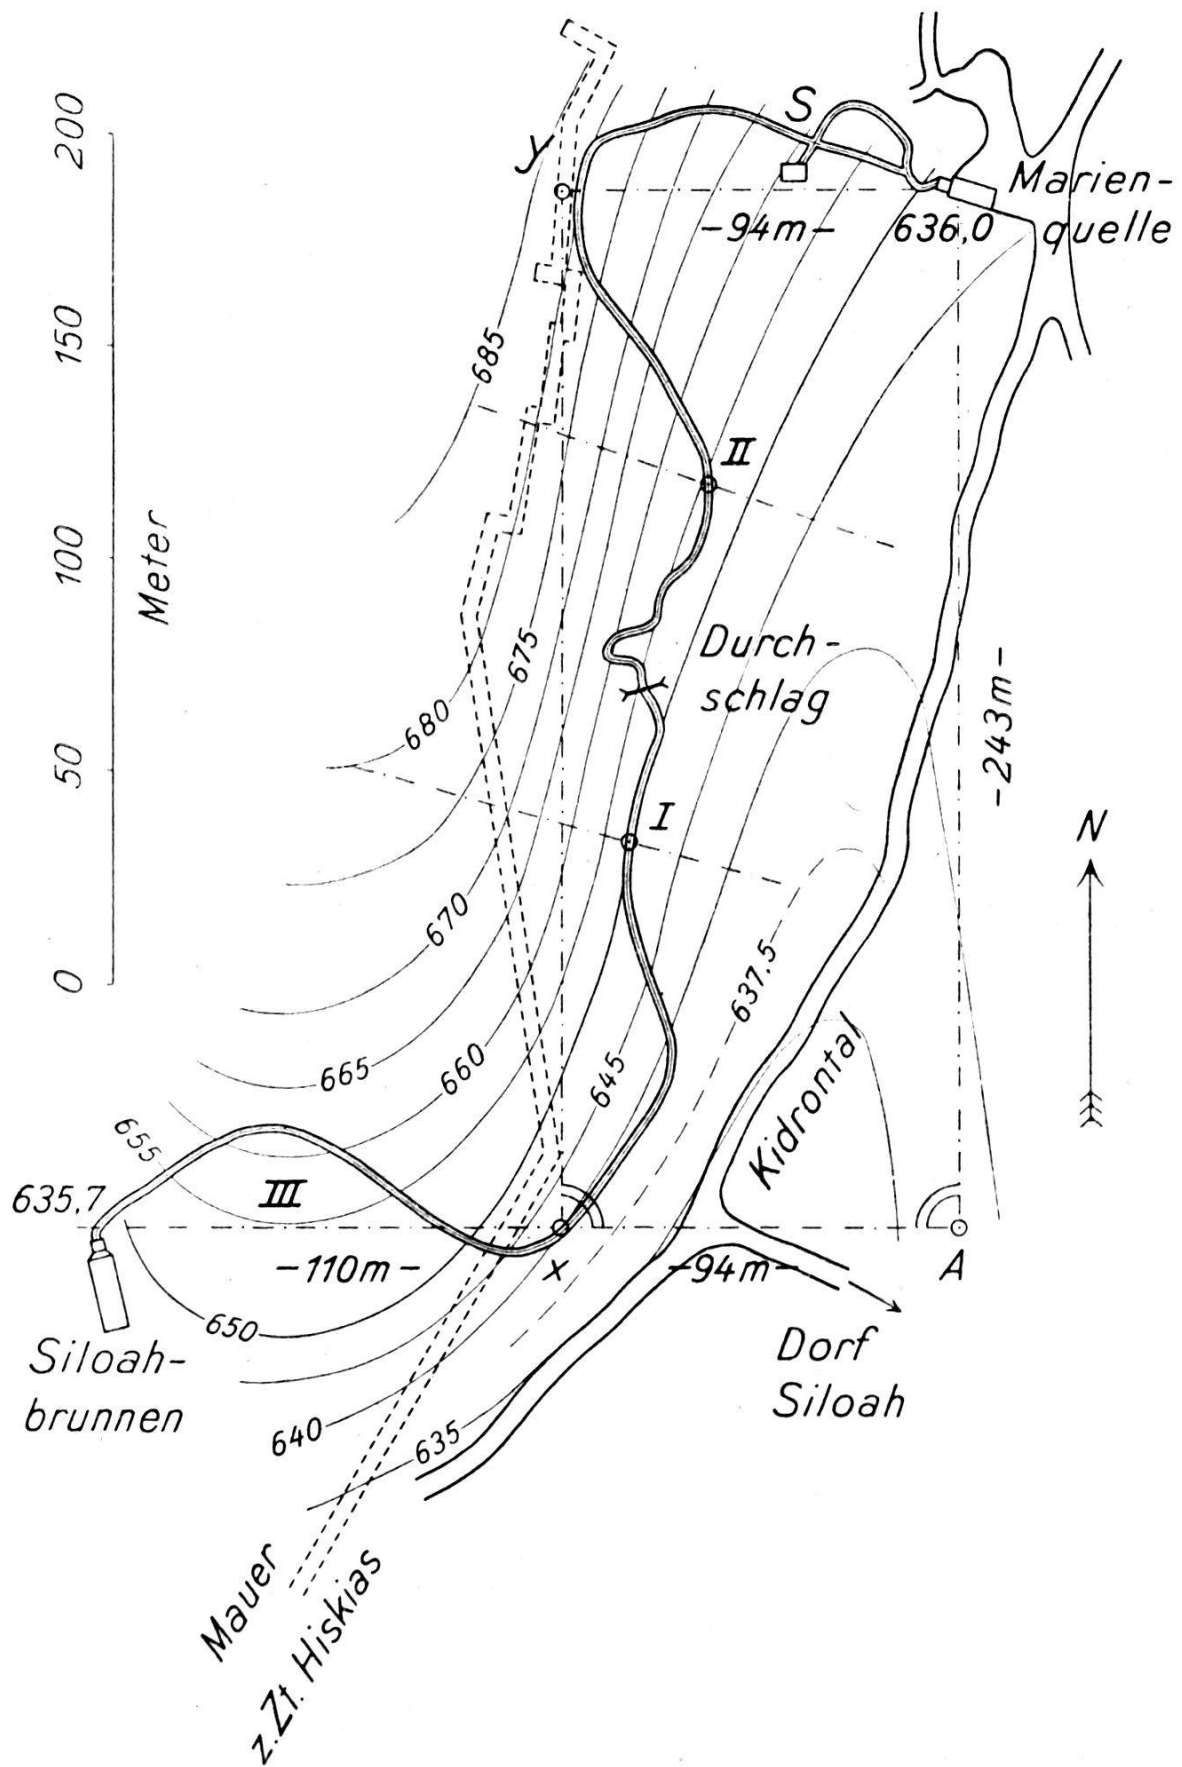 200
150
100
50
0
Meter
y
S
Marien-
quelle
-94m-
636,0
685
II
Durch-
schlag
675
680
-243m-
I
N
670
637,5
665
660
645
Kidrontal
655
635,7
III
-110m-
x
-94m-
A
650
Siloah-
brunnen
Dorf
Siloah
640
635
Mauer
z.Zt. Hiskias